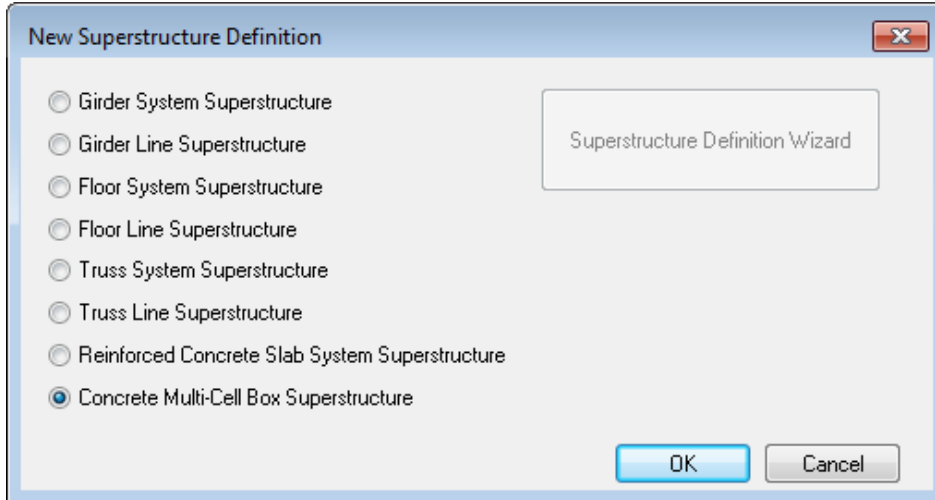 New Superstructure Definition
Girder System Superstructure
Superstructure Definition Wizard
Girder Line Superstructure
Floor System Superstructure
Floor Line Superstructure
Truss System Superstructure
Truss Line Superstructure
Reinforced Concrete Slab System Superstructure
Concrete Multi-Cell Box Superstructure
OK
Cancel